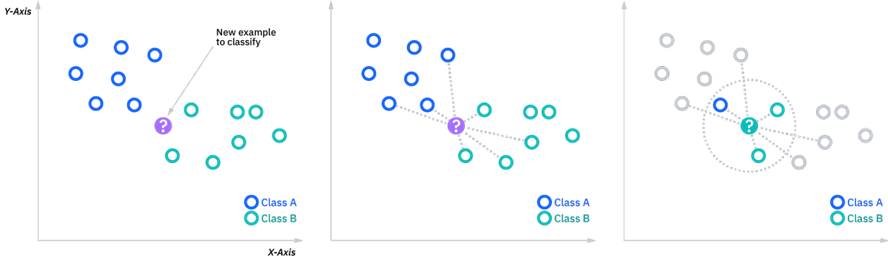 Y-Axis
New example
to classify
?
Class A
Class B
X-Axis
?
Class A
Class B
?
Class A
Class B